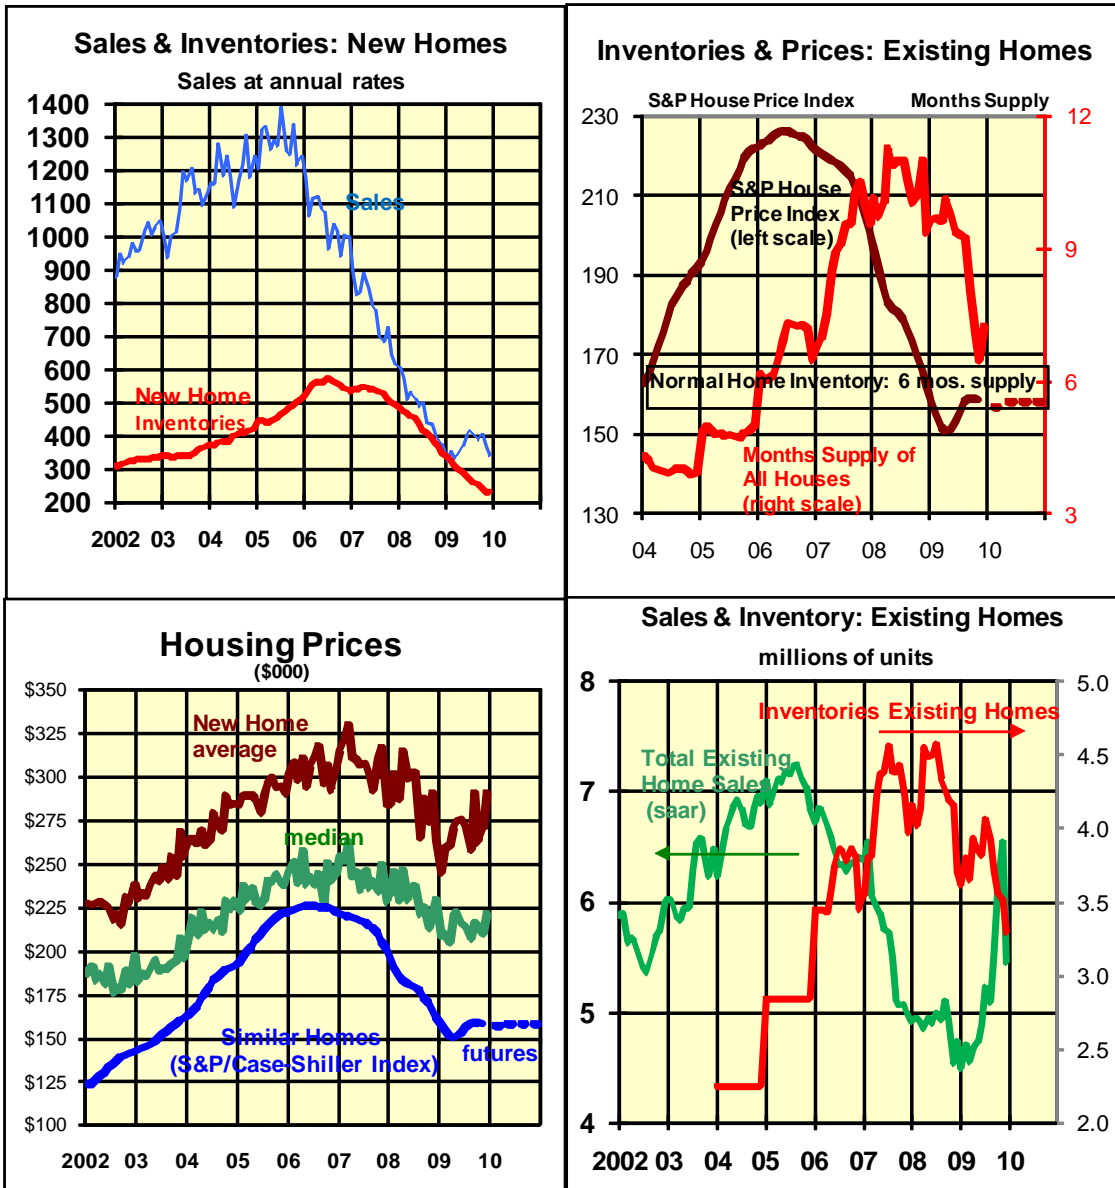 Sales & Inventories: New Homes
Sales at annual rates
1400
1300
1200
1100
1000
900
800
700
600
500
400
300
200
Sales
New Home
Inventories
2002 03 04 05 06 07 08 09 10
Inventories & Prices: Existing Homes
S&P House Price Index
Months Supply
230
210
190
170
150
130
12
9
6
3
S&P House
Price Index
(left scale)
Normal Home Inventory: 6 mos. supply
Months Supply of
All Houses
(right scale)
04 05 06 07 08 09 10
Housing Prices
($000)
$350
$325
$300
$275
$250
$225
$200
$175
$150
$125
$100
New Home
average
median
Similar Homes
(S&P/Case-Shiller Index)
futures
2002 03 04 05 06 07 08 09 10
Sales & Inventory: Existing Homes
millions of units
8
7
6
5
4
5.0
4.5
4.0
3.5
3.0
2.5
2.0
Inventories Existing Homes
Total Existing
Home Sales
(saar)
2002 03 04 05 06 07 08 09 10